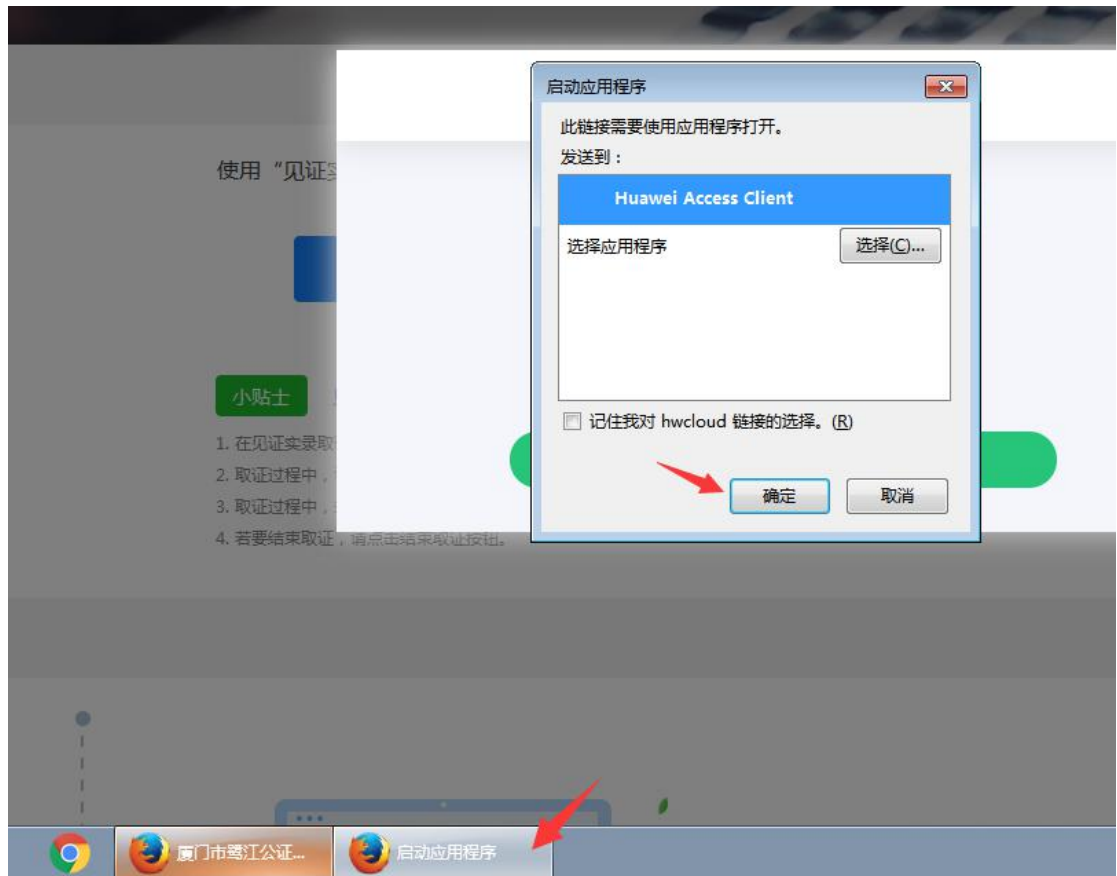 启动应用程序
此链接需要使用应用程序打开。
发送到：
Huawei Access Client
选择应用程序
选择(C)...
记住我对 hwcloud 链接的选择。(R)
确定
取消
使用“见证
小贴士
1. 在见证实录取
2. 取证过程中，
3. 取证过程中，
4. 若要结束取证，请点击结束取证按钮。
厦门市鹭江公证...
启动应用程序